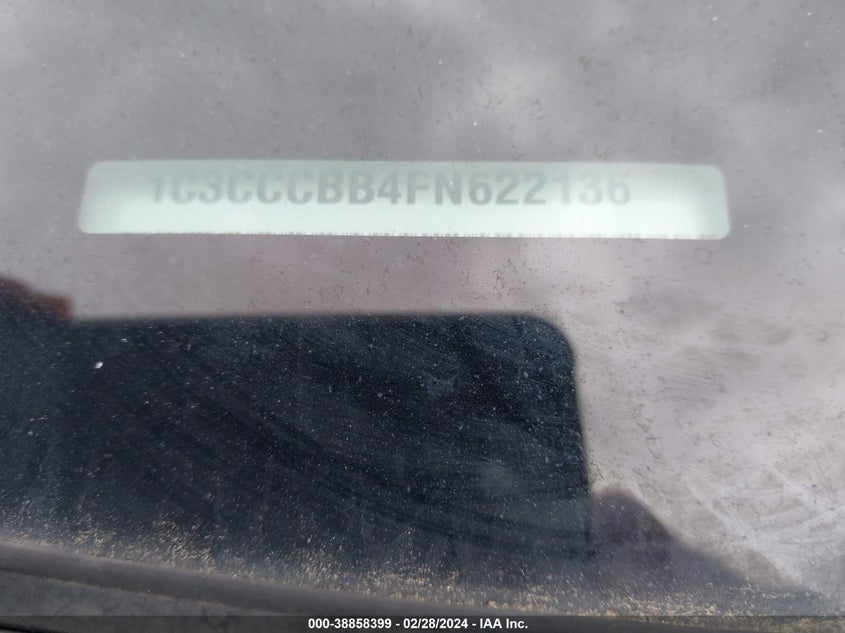 1C3CCCBB4FN622136
000-38858399 / 02/28/2024 - IAA Inc.